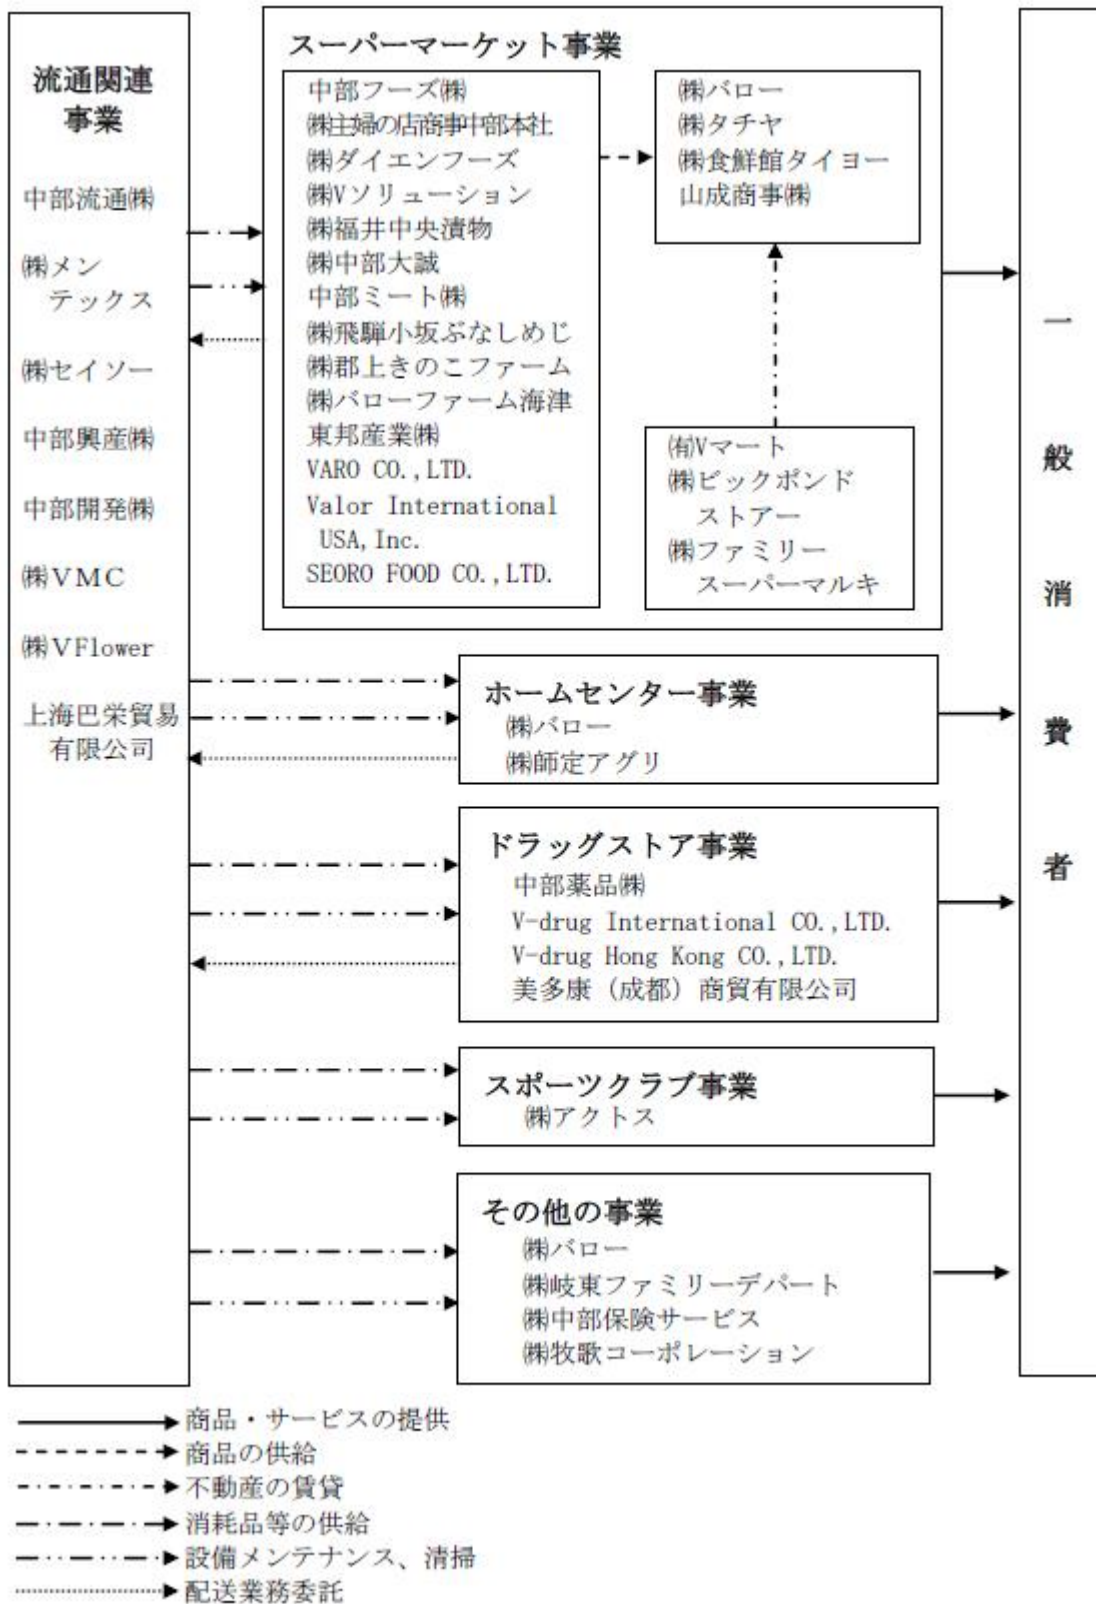 流通関連
事業
中部流通㈱
㈱メン
テックス
㈱セイソー
中部興産㈱
中部開発㈱
㈱ＶＭＣ
㈱ＶFlower
上海巴栄貿易
有限公司
スーパーマーケット事業
中部フーズ㈱
㈱主婦の店商事中部本社
㈱ダイエンフーズ
㈱Vソリューション
㈱福井中央漬物
㈱中部大誠
中部ミート㈱
㈱飛騨小坂ぶなしめじ
㈱郡上きのこファーム
㈱バローファーム海津
東邦産業㈱
VARO CO.,LTD.
Valor International
USA,Inc.
SEORO FOOD CO.,LTD.
㈱バロー
㈱タチヤ
㈱食鮮館タイヨー
山成商事㈱
㈲Vマート
㈱ビックポンド
ストアー
㈱ファミリー
スーパーマルキ
ホームセンター事業
㈱バロー
㈱師定アグリ
ドラッグストア事業
中部薬品㈱
V-drug International CO.,LTD.
V-drug Hong Kong CO.,LTD.
美多康（成都）商貿有限公司
スポーツクラブ事業
㈱アクトス
その他の事業
㈱バロー
㈱岐東ファミリーデパート
㈱中部保険サービス
㈱牧歌コーポレーション
一般消費者
商品・サービスの提供
商品の供給
不動産の賃貸
消耗品等の供給
設備メンテナンス、清掃
配送業務委託